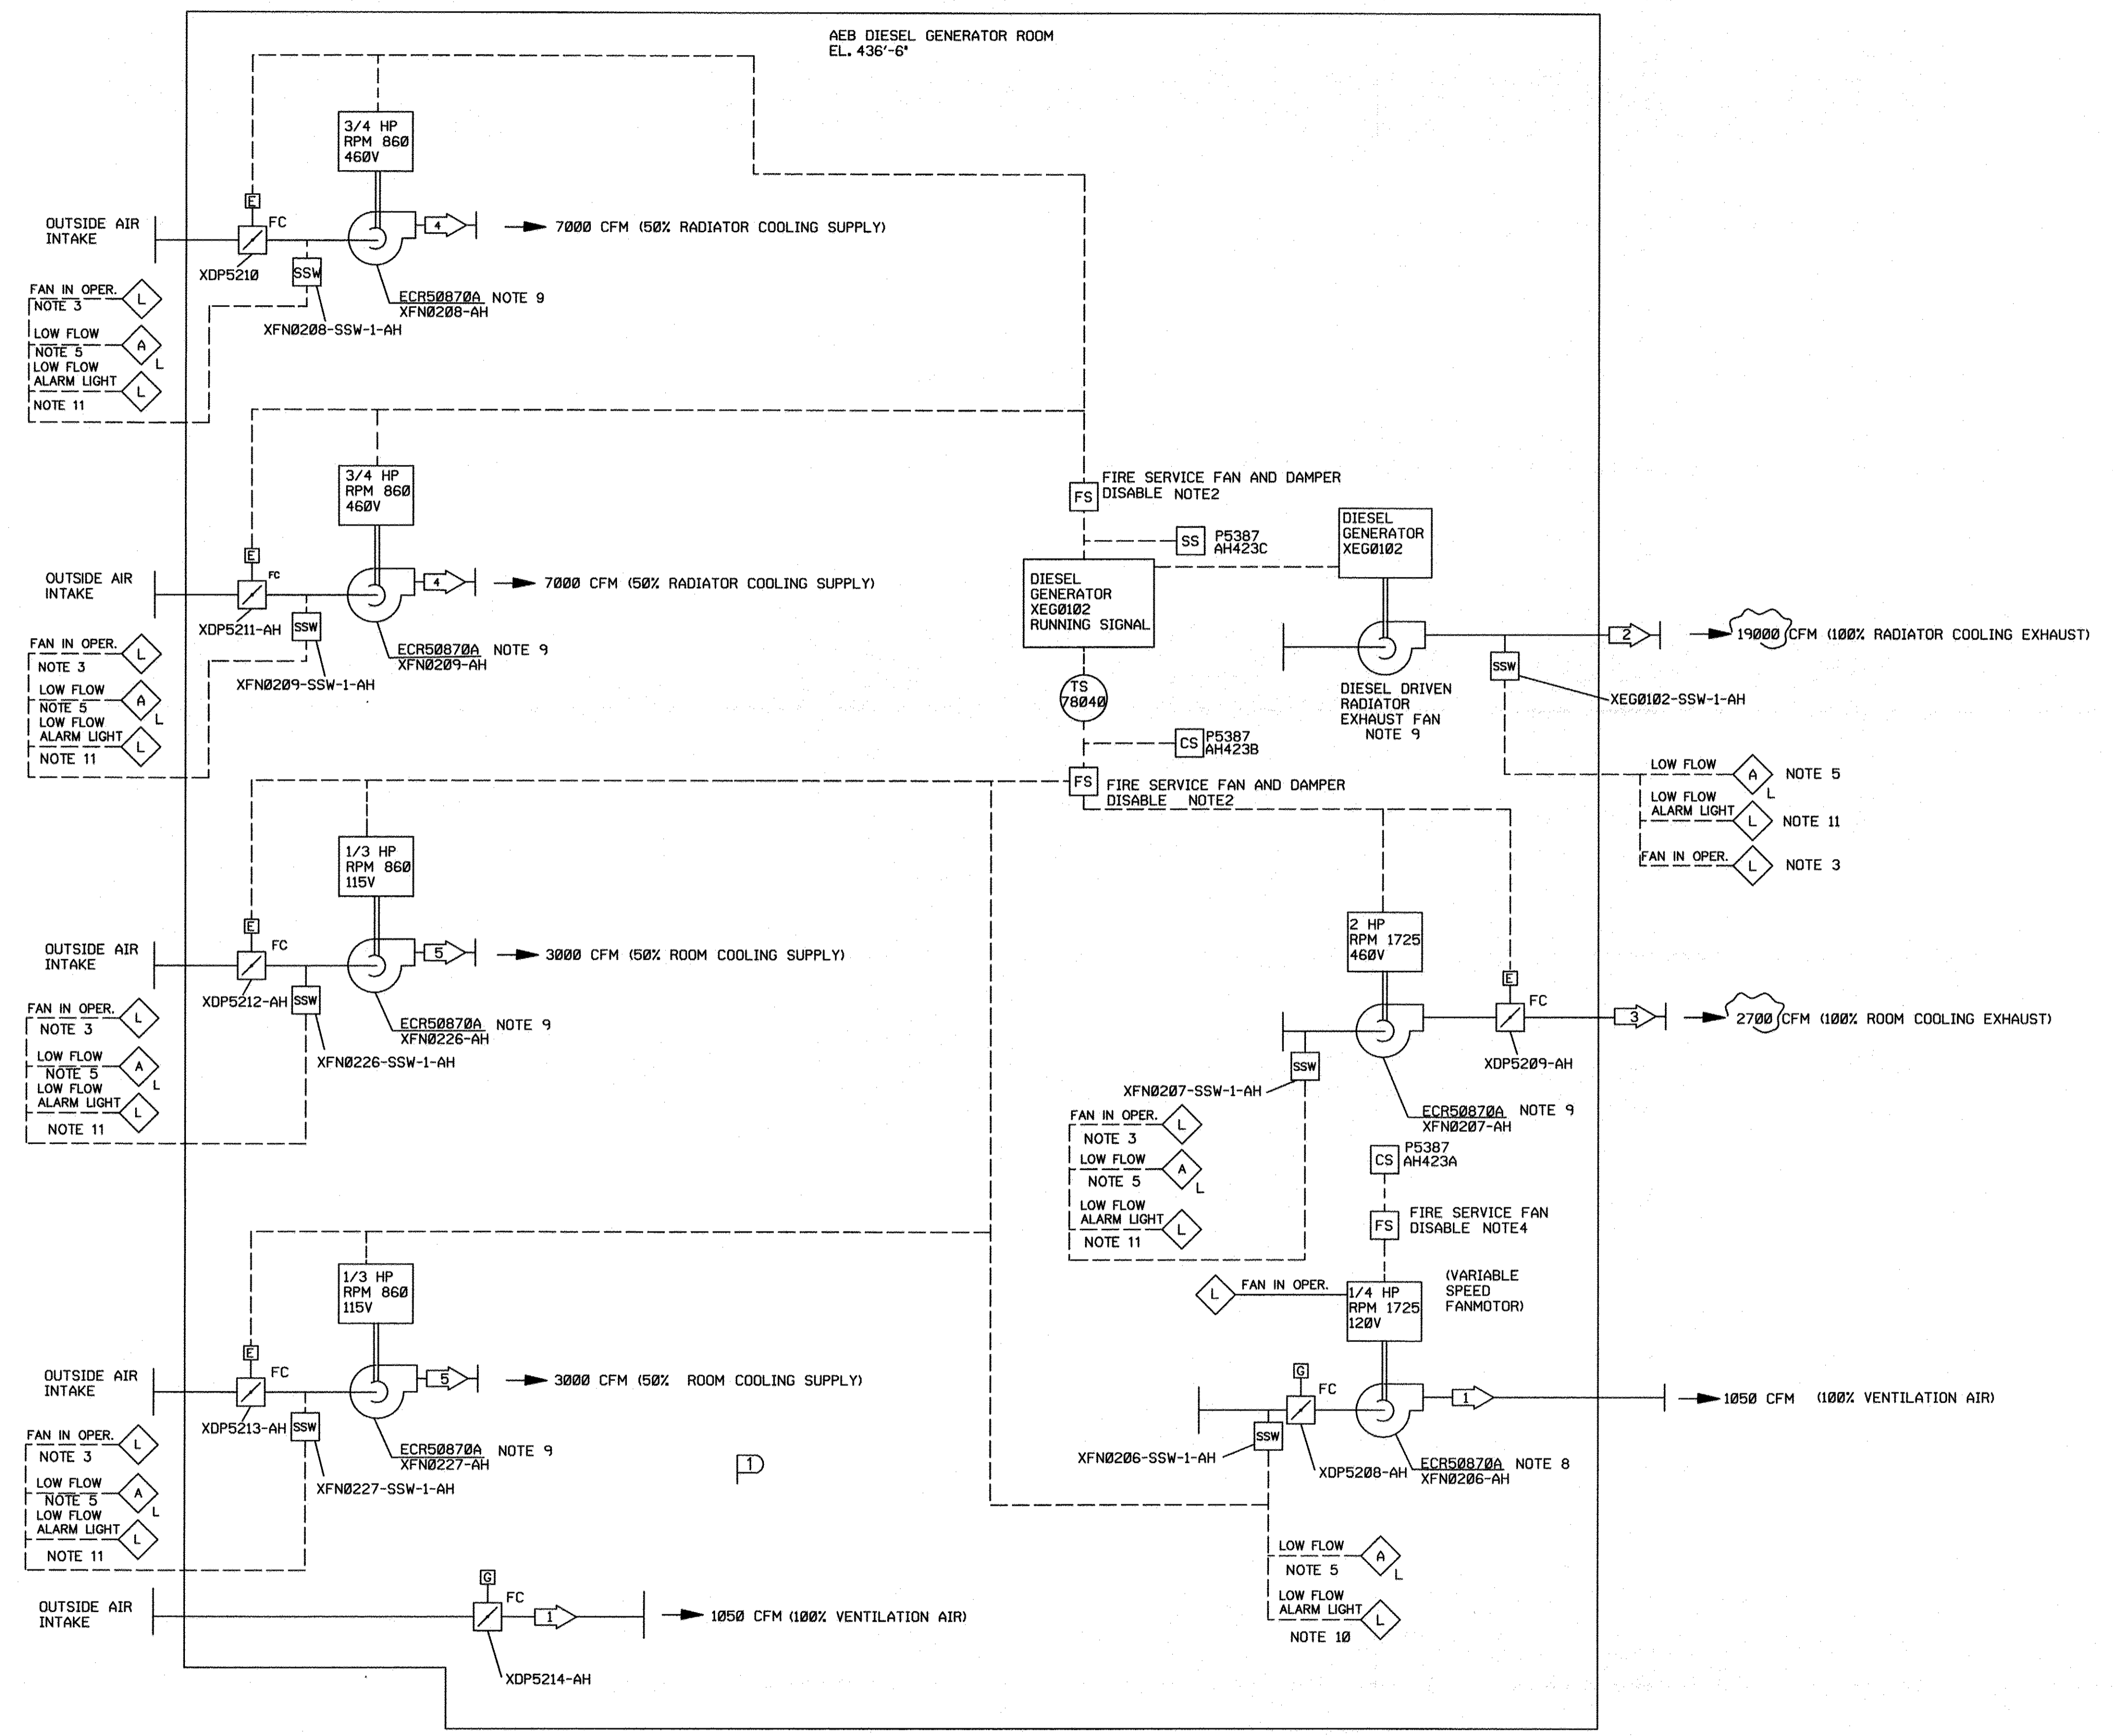 AEB DIESEL GENERATOR ROOM
EL. 436'-6"
3/4 HP
RPM 860
460V
E
FC
OUTSIDE AIR
INTAKE
4
7000 CFM (50% RADIATOR COOLING SUPPLY)
XDP5210
SSW
FAN IN OPER.
L
NOTE 3
ECR50870A NOTE 9
XFN0208-AH
XFN0208-SSW-1-AH
LOW FLOW
A
NOTE 5
L
LOW FLOW
ALARM LIGHT
L
NOTE 11
3/4 HP
RPM 860
460V
E
FC
OUTSIDE AIR
INTAKE
4
7000 CFM (50% RADIATOR COOLING SUPPLY)
XDP5211-AH
SSW
FAN IN OPER.
L
NOTE 3
ECR50870A NOTE 9
XFN0209-AH
XFN0209-SSW-1-AH
LOW FLOW
A
NOTE 5
L
LOW FLOW
ALARM LIGHT
L
NOTE 11
FIRE SERVICE FAN AND DAMPER
FS
DISABLE NOTE2
SS
P5387
AH423C
DIESEL
GENERATOR
XEG0102
DIESEL
GENERATOR
XEG0102
RUNNING SIGNAL
2
19000 CFM (100% RADIATOR COOLING EXHAUST)
SSW
XEG0102-SSW-1-AH
DIESEL DRIVEN
RADIATOR
EXHAUST FAN
NOTE 9
TS
78040
CS
P5387
AH423B
FS
FIRE SERVICE FAN AND DAMPER
DISABLE NOTE2
LOW FLOW
A
NOTE 5
L
LOW FLOW
ALARM LIGHT
L
NOTE 11
FAN IN OPER.
L
NOTE 3
1/3 HP
RPM 860
115V
E
FC
OUTSIDE AIR
INTAKE
5
3000 CFM (50% ROOM COOLING SUPPLY)
XDP5212-AH
SSW
FAN IN OPER.
L
NOTE 3
ECR50870A NOTE 9
XFN0226-AH
XFN0226-SSW-1-AH
LOW FLOW
A
NOTE 5
L
LOW FLOW
ALARM LIGHT
L
NOTE 11
2 HP
RPM 1725
460V
E
FC
3
2700 CFM (100% ROOM COOLING EXHAUST)
SSW
XDP5209-AH
XFN0207-SSW-1-AH
ECR50870A NOTE 9
XFN0207-AH
FAN IN OPER.
L
NOTE 3
LOW FLOW
A
NOTE 5
L
LOW FLOW
ALARM LIGHT
L
NOTE 11
CS
P5387
AH423A
FS
FIRE SERVICE FAN
DISABLE NOTE4
L
FAN IN OPER.
1/4 HP
RPM 1725
120V
(VARIABLE
SPEED
FANMOTOR)
1/3 HP
RPM 860
115V
E
FC
OUTSIDE AIR
INTAKE
5
3000 CFM (50% ROOM COOLING SUPPLY)
XDP5213-AH
SSW
FAN IN OPER.
L
NOTE 3
ECR50870A NOTE 9
XFN0227-AH
XFN0227-SSW-1-AH
LOW FLOW
A
NOTE 5
L
LOW FLOW
ALARM LIGHT
L
NOTE 11
1
G
FC
1
1050 CFM (100% VENTILATION AIR)
SSW
XFN0206-SSW-1-AH
XDP5208-AH
ECR50870A NOTE 8
XFN0206-AH
LOW FLOW
A
NOTE 5
L
LOW FLOW
ALARM LIGHT
L
NOTE 10
G
FC
OUTSIDE AIR
INTAKE
1
1050 CFM (100% VENTILATION AIR)
XDP5214-AH